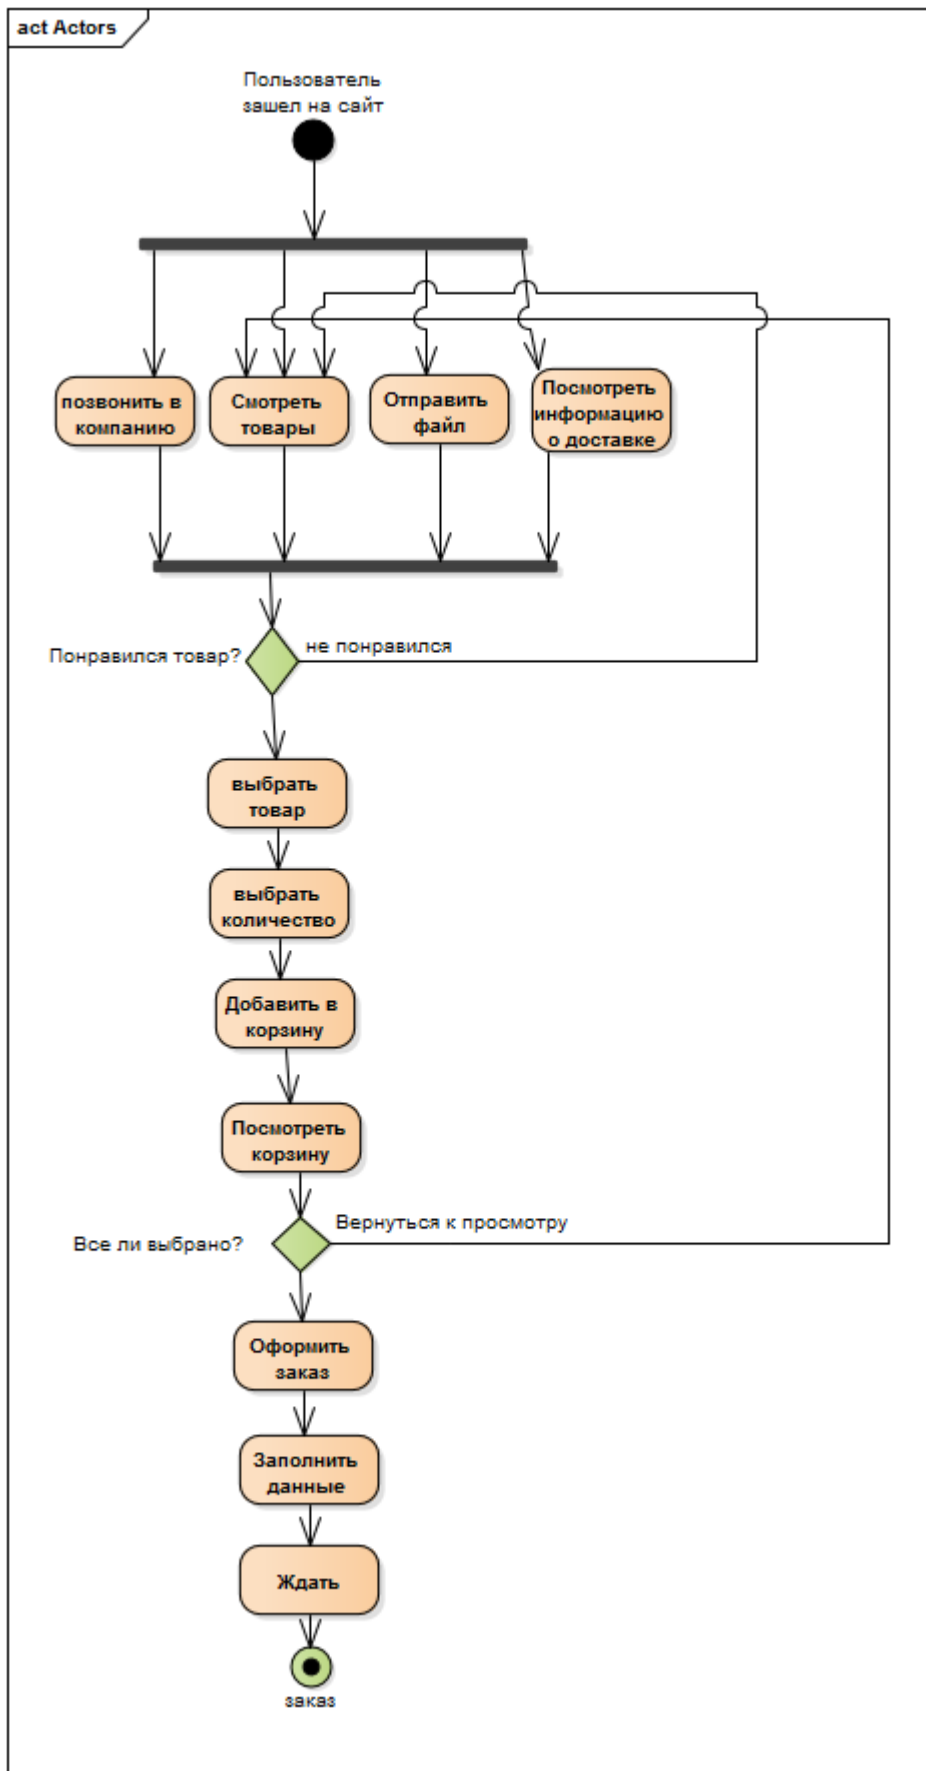 act Actors
Пользователь
зашел на сайт
позвонить в
компанию
Смотреть
товары
Отправить
файл
Посмотреть
информацию
о доставке
Понравился товар?
не понравился
выбрать
товар
выбрать
количество
Добавить в
корзину
Посмотреть
корзину
Все ли выбрано?
Вернуться к просмотру
Оформить
заказ
Заполнить
данные
Ждать
заказ